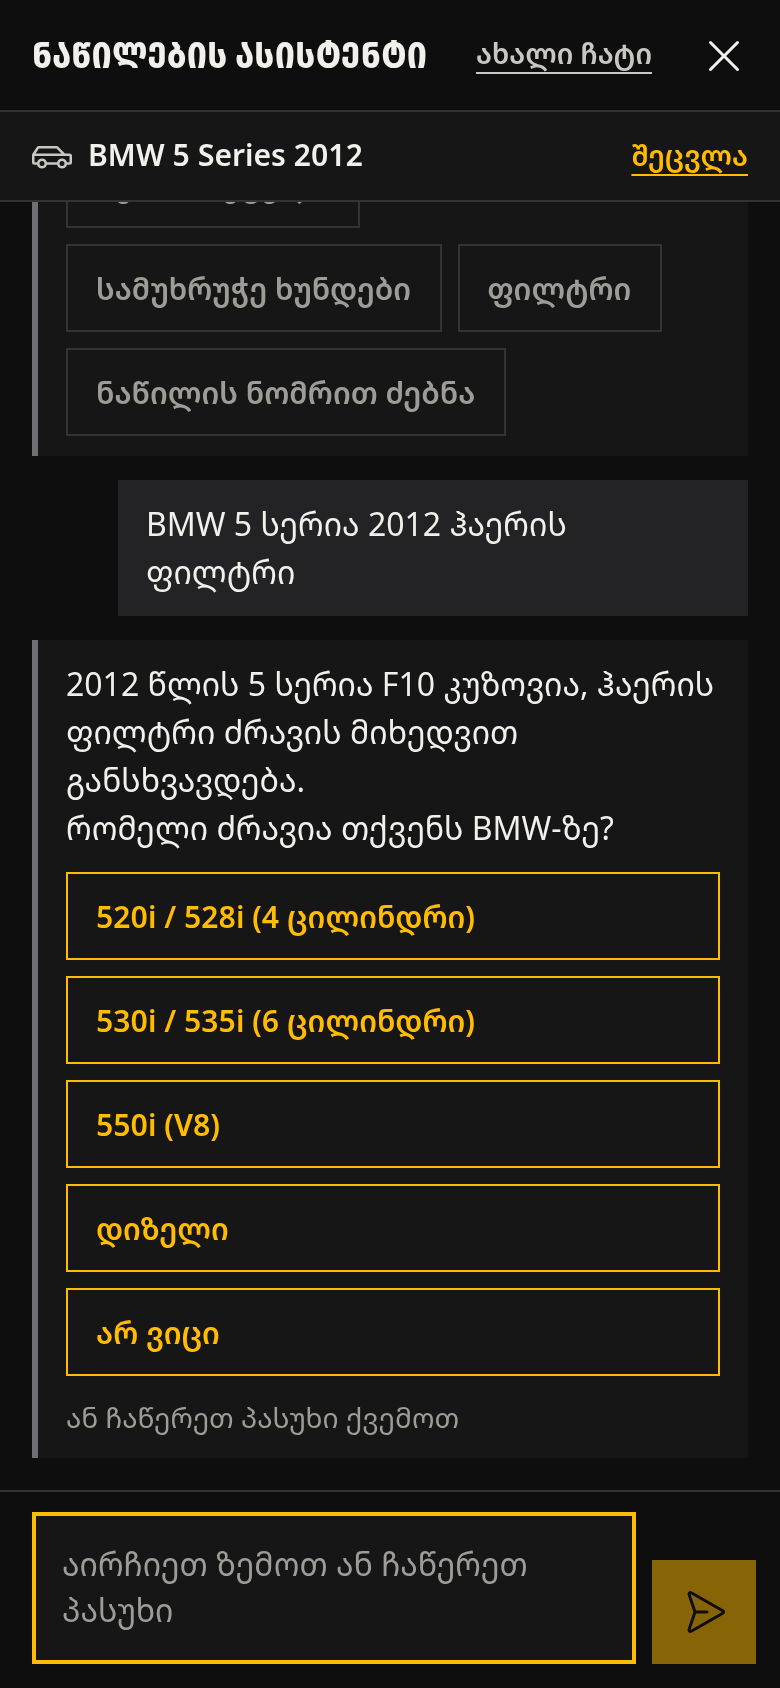 ნაწილების ასისტენტი
ახალი ჩატი
BMW 5 Series 2012
შეცვლა
სამუხრუჭე ხუნდები
ფილტრი
ნაწილის ნომრით ძებნა
BMW 5 სერია 2012 ჰაერის
ფილტრი
2012 წლის 5 სერია F10 კუზოვია, ჰაერის
ფილტრი ძრავის მიხედვით
განსხვავდება.
რომელი ძრავია თქვენს BMW-ზე?
520i / 528i (4 ცილინდრი)
530i / 535i (6 ცილინდრი)
550i (V8)
დიზელი
არ ვიცი
ან ჩაწერეთ პასუხი ქვემოთ
აირჩიეთ ზემოთ ან ჩაწერეთ
პასუხი